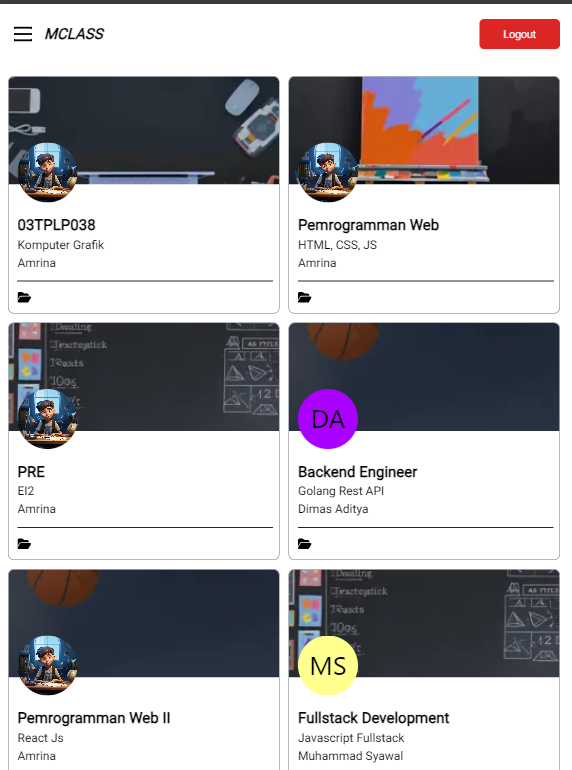 MCLASS
Logout
03TPLP038
Komputer Grafik
Amrina
Pemrogramman Web
HTML, CSS, JS
Amrina
PRE
EI2
Amrina
DA
Backend Engineer
Golang Rest API
Dimas Aditya
Pemrogramman Web II
React Js
Amrina
MS
Fullstack Development
Javascript Fullstack
Muhammad Syawal